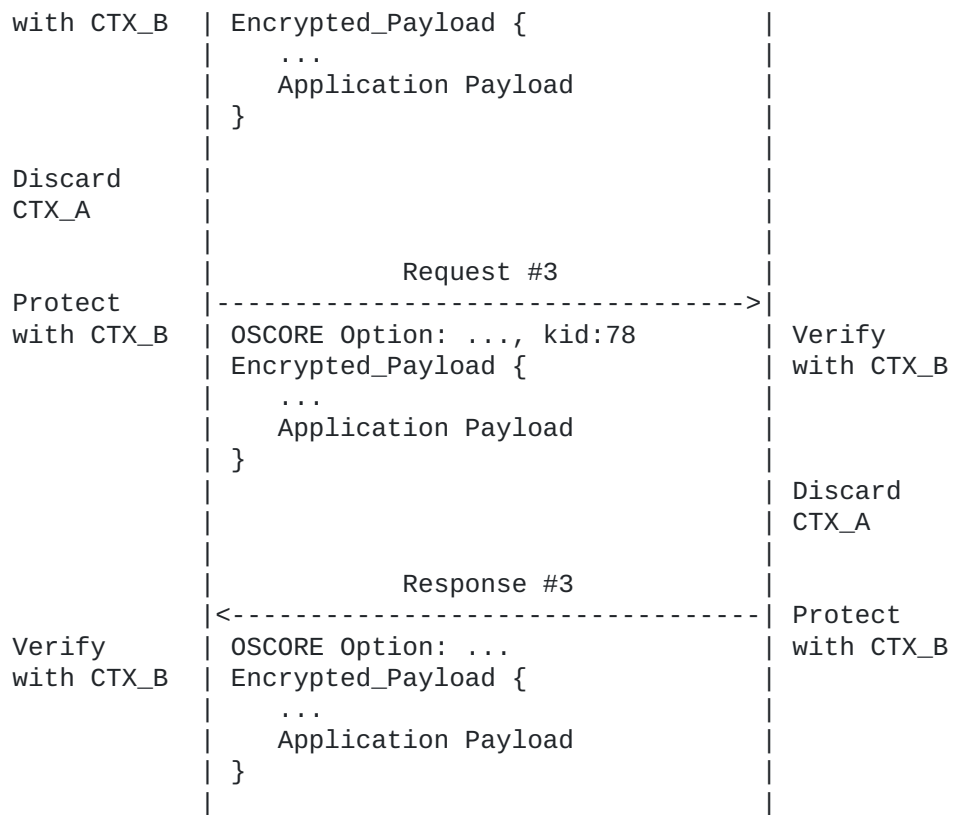 with CTX_B  | Encrypted_Payload {               |
            |    ...                            |
            |    Application Payload            |
            | }                                 |
            |                                   |
Discard     |                                   |
CTX_A       |                                   |
            |                                   |
            |            Request #3             |
Protect     |---------------------------------->|
with CTX_B  | OSCORE Option: ..., kid:78        | Verify
            | Encrypted_Payload {               | with CTX_B
            |    ...                            |
            |    Application Payload            |
            | }                                 |
            |                                   | Discard
            |                                   | CTX_A
            |                                   |
            |            Response #3            |
            |<----------------------------------| Protect
Verify      | OSCORE Option: ...                | with CTX_B
with CTX_B  | Encrypted_Payload {               |
            |    ...                            |
            |    Application Payload            |
            | }                                 |
            |                                   |